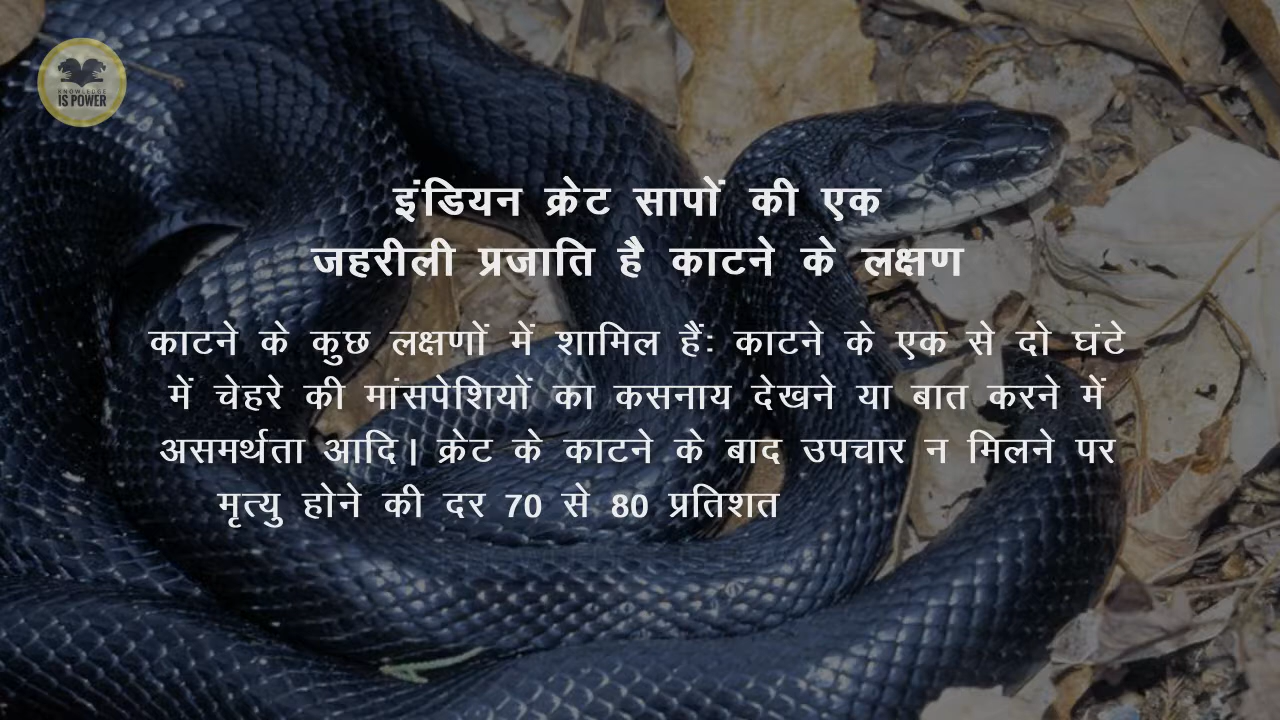 KNOWLEDGE
IS POWER
इंडियन क्रेट सापों की एक
जहरीली प्रजाति है काटने के लक्षण
काटने के कुछ लक्षणों में शामिल हैं: काटने के एक से दो घंटे
में चेहरे की मांसपेशियों का कसनाय देखने या बात करने में
असमर्थता आदि। क्रेट के काटने के बाद उपचार न मिलने पर
मृत्यु होने की दर 70 से 80 प्रतिशत